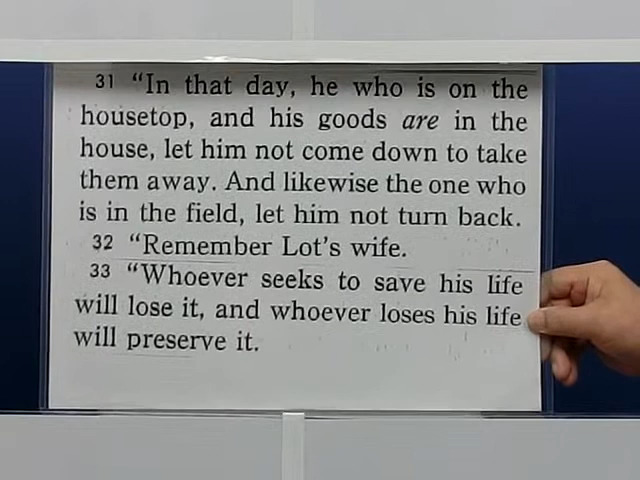 31 “In that day, he who is on the
housetop, and his goods are in the
house, let him not come down to take
them away. And likewise the one who
is in the field, let him not turn back.
32 “Remember Lot’s wife.
33 “Whoever seeks to save his life
will lose it, and whoever loses his life
will preserve it.